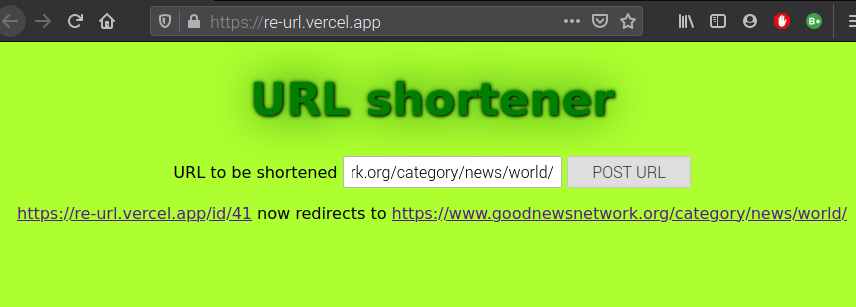 https://re-url.vercel.app
B+
URL shortener
URL to be shortened rk.org/category/news/world/ POST URL
https://re-url.vercel.app/id/41 now redirects to https://www.goodnewsnetwork.org/category/news/world/